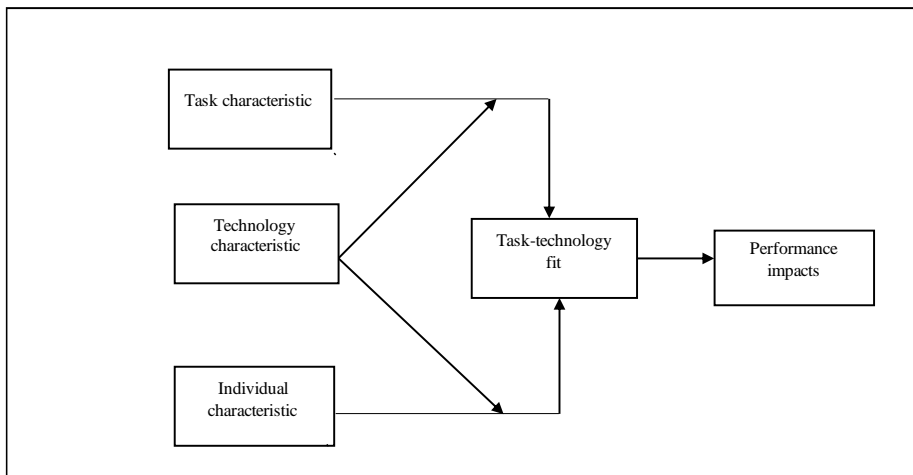 Task characteristic
Technology
characteristic
Individual
characteristic
Task-technology
fit
Performance
impacts